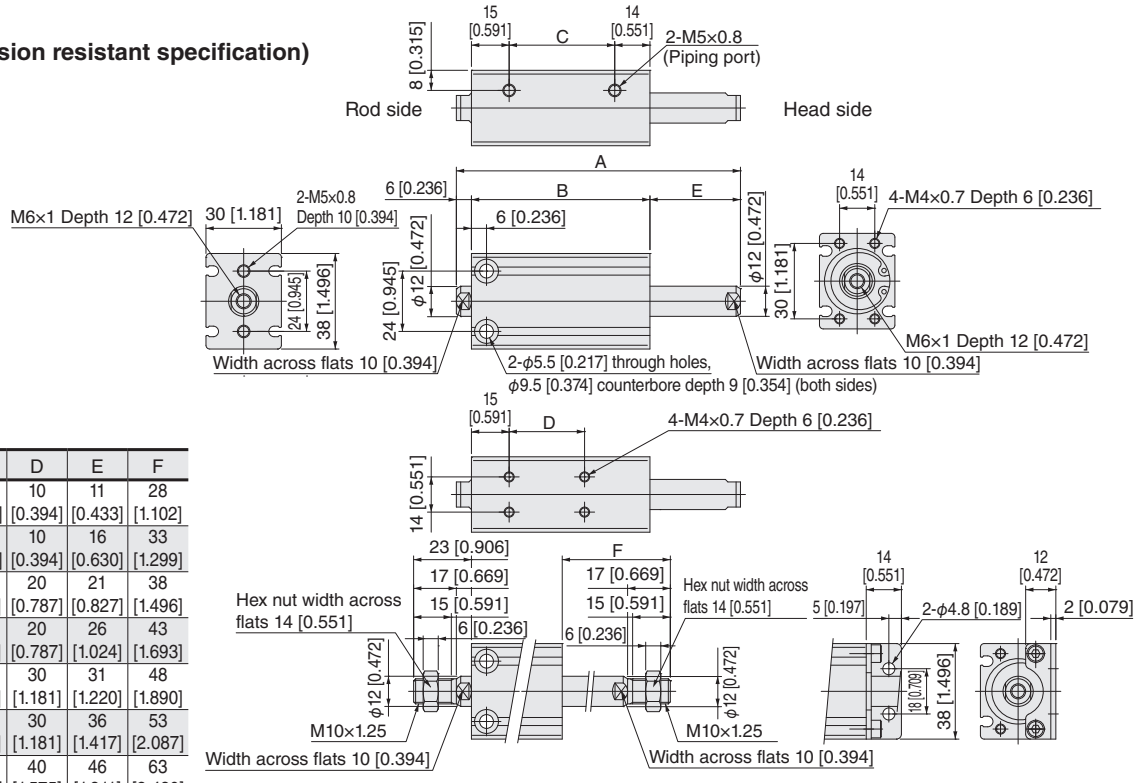 sion resistant specification)
15
[0.591]
C
14
[0.551]
2-M5×0.8
(Piping port)
8 [0.315]
Rod side
Head side
A
6 [0.236]
B
E
14
[0.551]
4-M4×0.7 Depth 6 [0.236]
M6×1 Depth 12 [0.472]
30 [1.181]
2-M5×0.8
Depth 10 [0.394]
6 [0.236]
φ12 [0.472]
φ12 [0.472]
24 [0.945]
38 [1.496]
24 [0.945]
30 [1.181]
M6×1 Depth 12 [0.472]
Width across flats 10 [0.394]
2-φ5.5 [0.217] through holes,
φ9.5 [0.374] counterbore depth 9 [0.354] (both sides)
Width across flats 10 [0.394]
15
[0.591]
D
4-M4×0.7 Depth 6 [0.236]
14 [0.551]
D E F
10 11 28
[0.394] [0.433] [1.102]
10 16 33
[0.394] [0.630] [1.299]
20 21 38
[0.787] [0.827] [1.496]
20 26 43
[0.787] [1.024] [1.693]
30 31 48
[1.181] [1.220] [1.890]
30 36 53
[1.181] [1.417] [2.087]
40 46 63
23 [0.906]
17 [0.669]
15 [0.591]
6 [0.236]
Hex nut width across
flats 14 [0.551]
φ12 [0.472]
M10×1.25
Width across flats 10 [0.394]
F
17 [0.669]
15 [0.591]
6 [0.236]
Hex nut width across
flats 14 [0.551]
φ12 [0.472]
M10×1.25
Width across flats 10 [0.394]
14
[0.551]
5 [0.197]
2-φ4.8 [0.189]
18 [0.709]
38 [1.496]
12
[0.472]
2 [0.079]